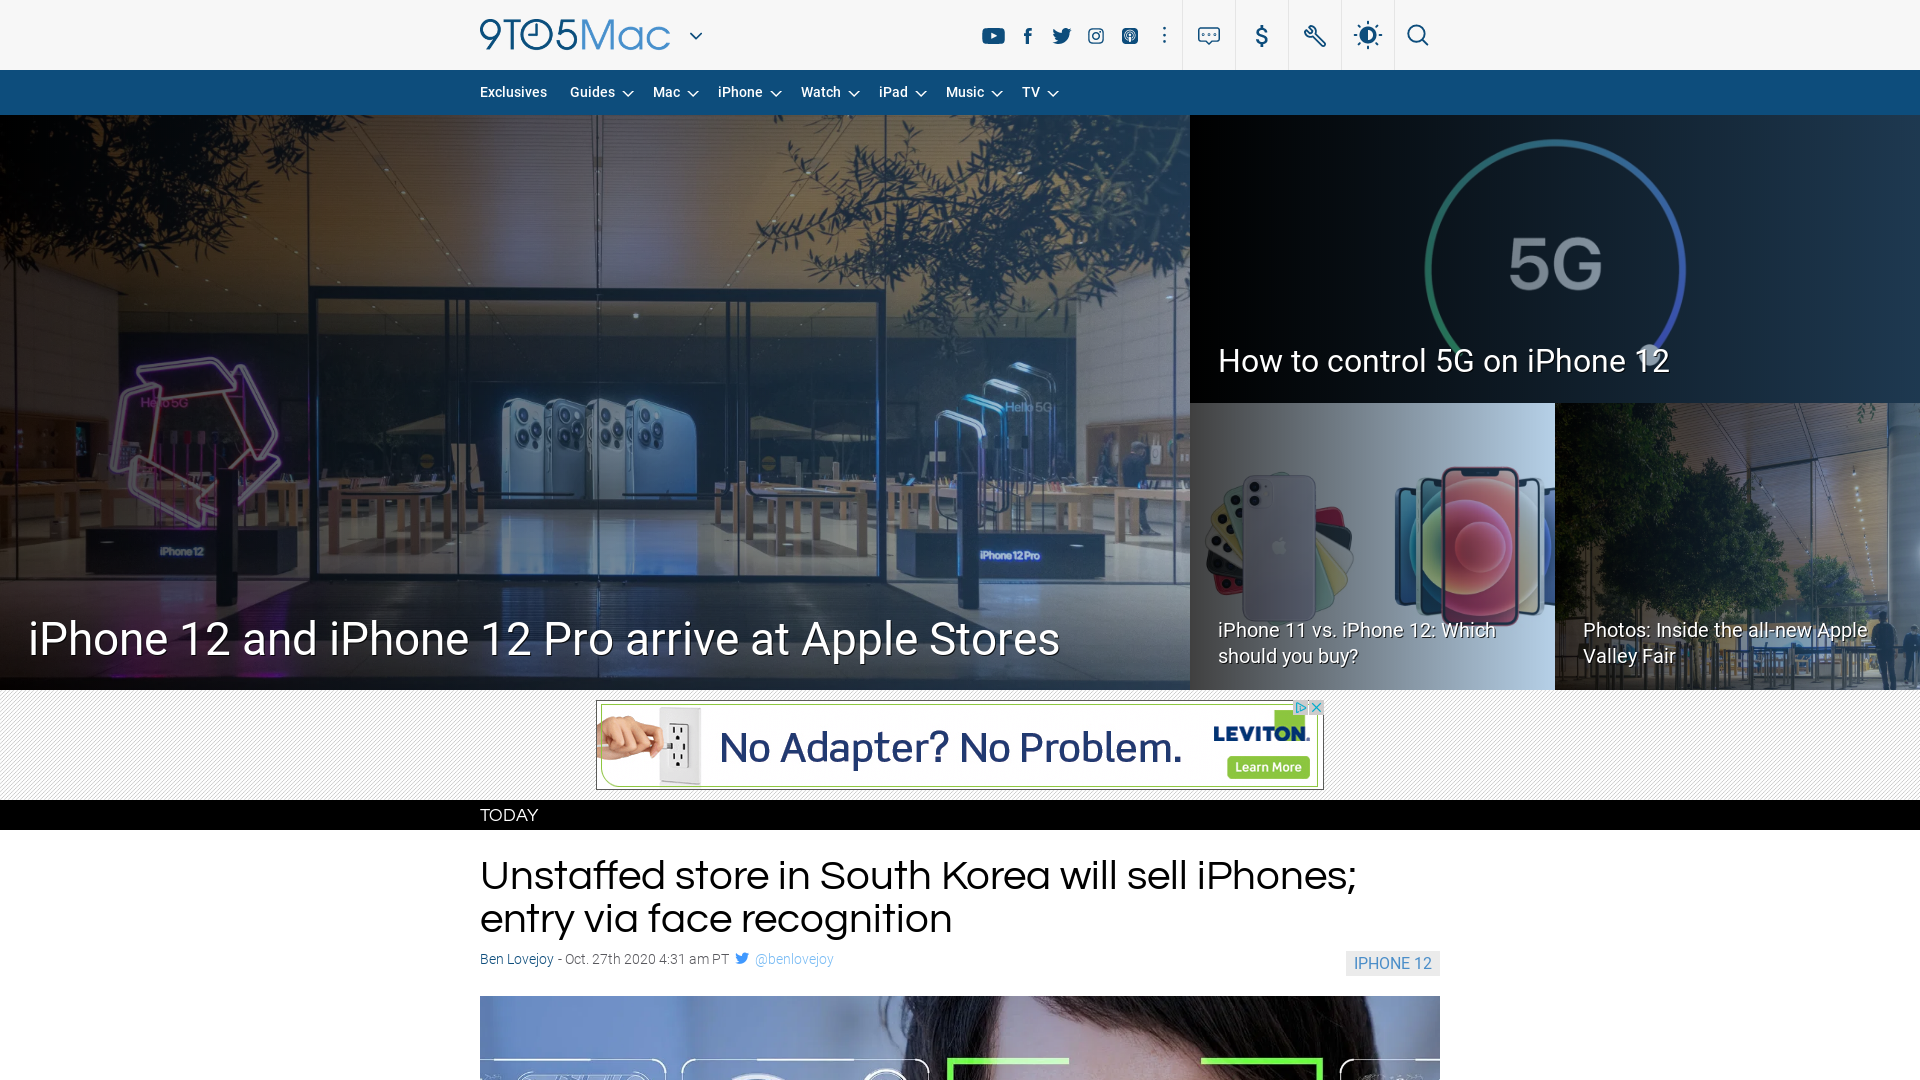 9TO5Mac
Exclusives
Guides
Mac
iPhone
Watch
iPad
Music
TV
Hello 5G
Hello 5G
iPhone 12
iPhone 12 Pro
iPhone 12 and iPhone 12 Pro arrive at Apple Stores
5G
How to control 5G on iPhone 12
iPhone 11 vs. iPhone 12: Which
should you buy?
Photos: Inside the all-new Apple
Valley Fair
No Adapter? No Problem.
LEVITON.
Learn More
TODAY
Unstaffed store in South Korea will sell iPhones;
entry via face recognition
Ben Lovejoy - Oct. 27th 2020 4:31 am PT @benlovejoy
IPHONE 12